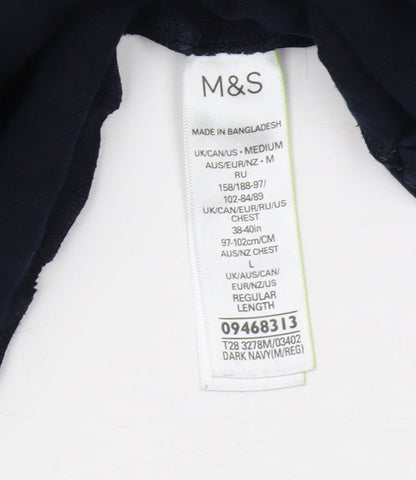 M&S
MADE IN BANGLADESH
UK/CAN/US - MEDIUM
AUS/EUR/NZ - M
RU
158/188-97/
102-84/89
UK/CAN/EUR/RU/US
CHEST
38-40in
97-102cm/CM
AUS/NZ CHEST
L
UK/AUS/CAN/
EUR/NZ/US
REGULAR
LENGTH
09468313
T28 3278M/03402
DARK NAVY(M/REG)